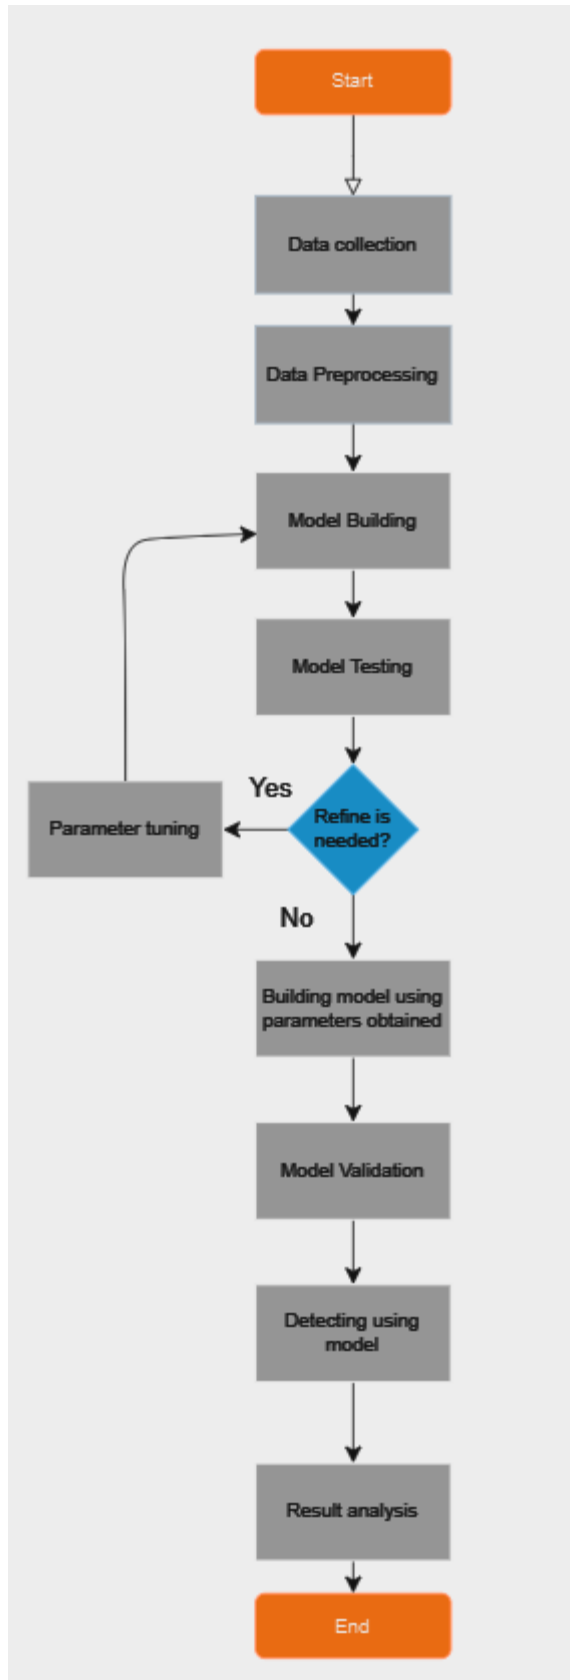 Start
Data collection
Data Preprocessing
Model Building
Model Testing
Yes
Refine is
needed?
Parameter tuning
No
Building model using
parameters obtained
Model Validation
Detecting using
model
Result analysis
End